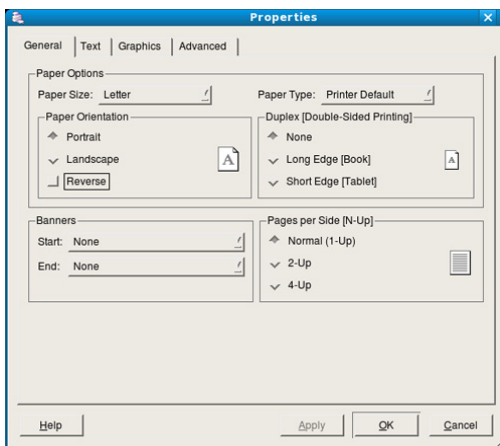 Properties
General Text Graphics Advanced
Paper Options
Paper Size: Letter Paper Type: Printer Default
Paper Orientation Duplex [Double-Sided Printing]
Portrait None
Landscape A Long Edge [Book] A
Reverse Short Edge [Tablet]
Banners Pages per Side [N-Up]
Start: None Normal (1-Up)
End: None 2-Up
4-Up
Help Apply OK Cancel